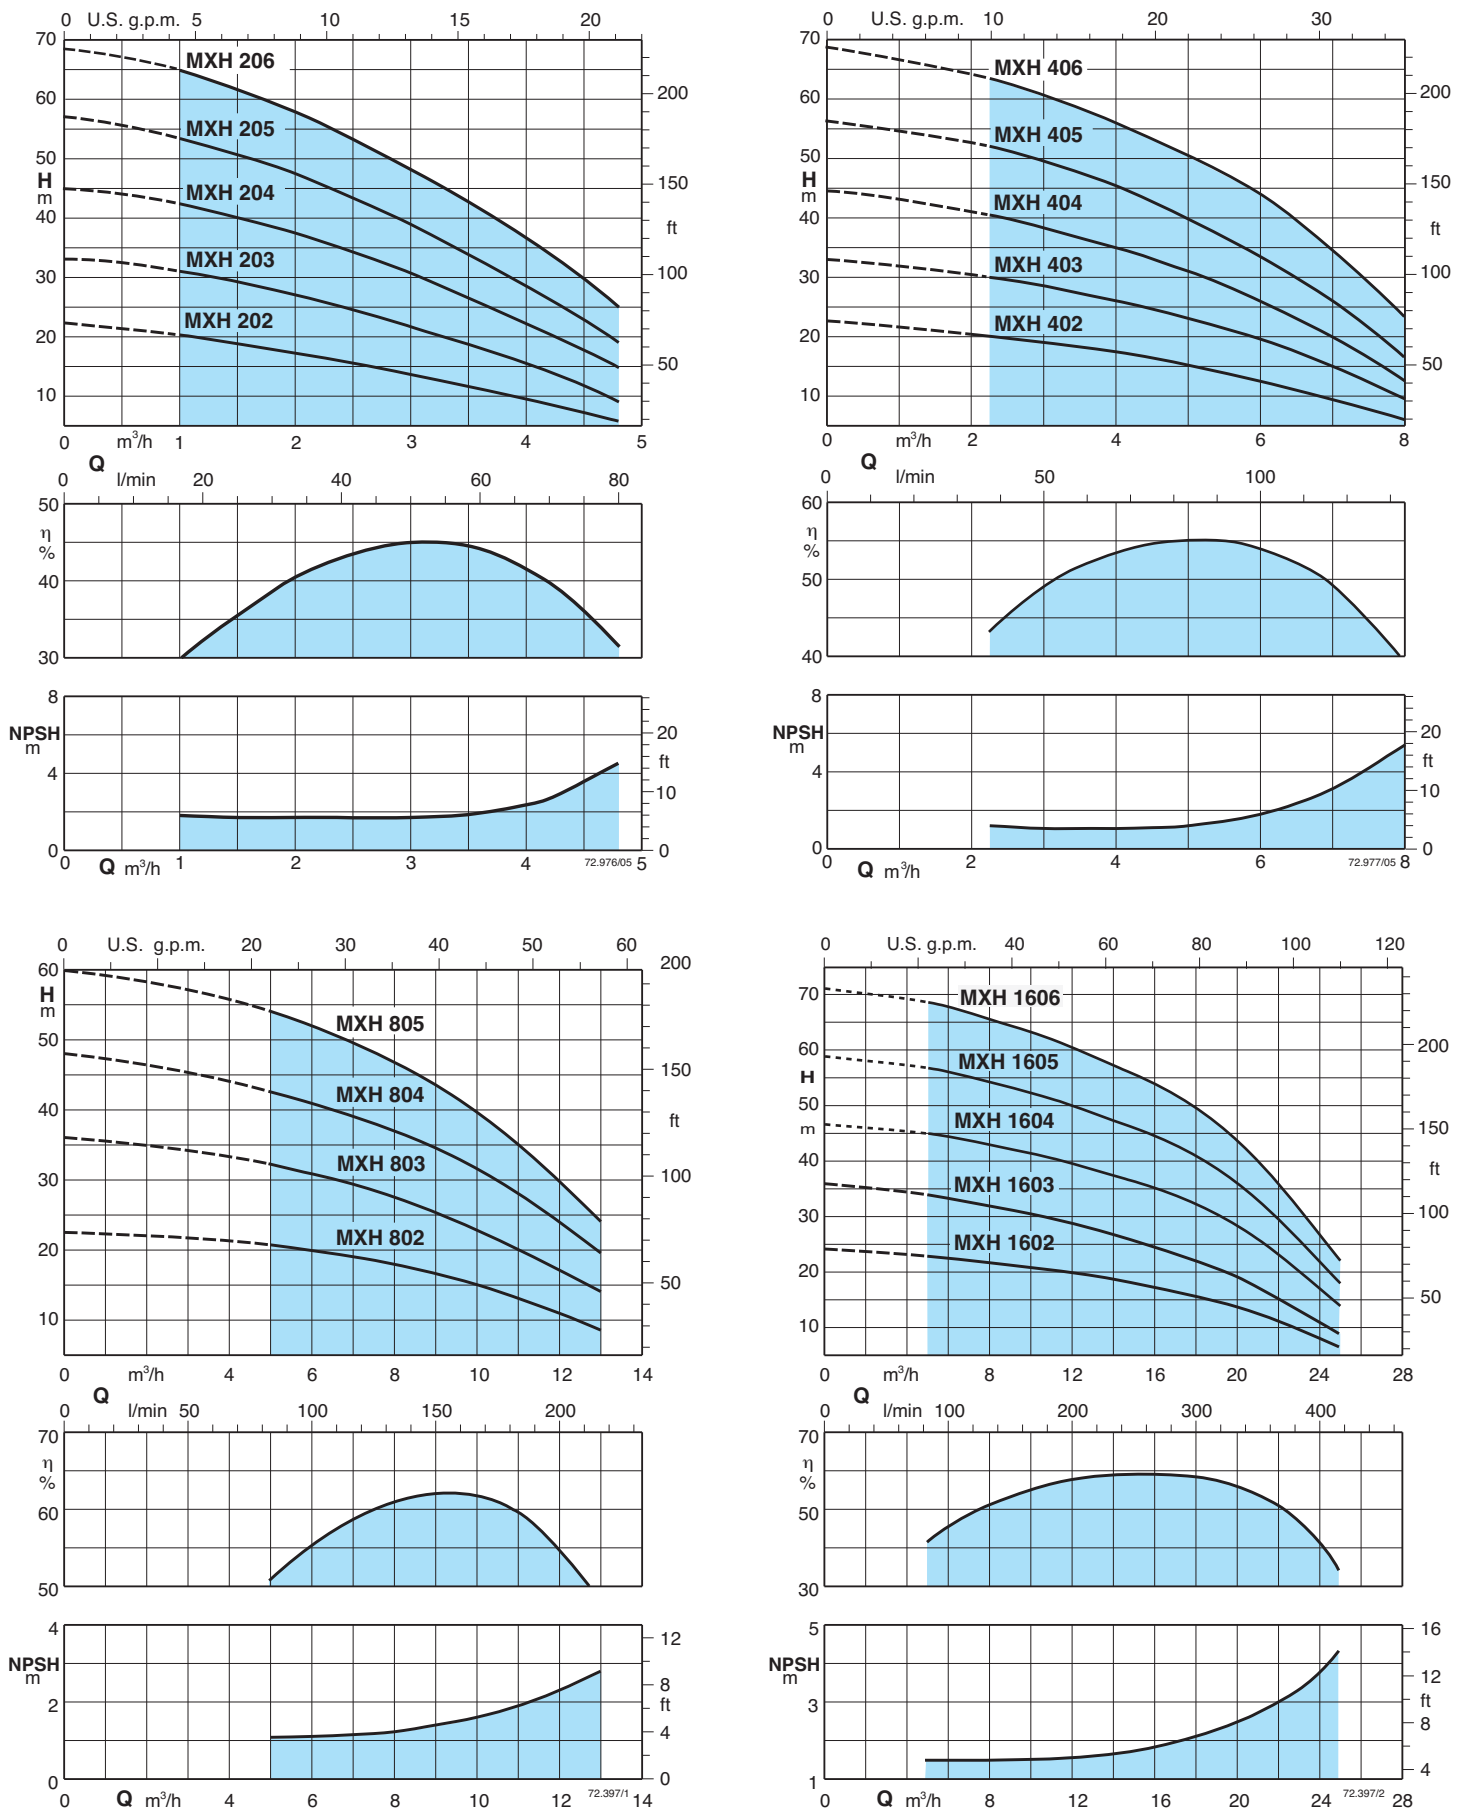 0 U.S. g.p.m. 5 10 15 20
70
60
50
H
m
40
30
20
10
MXH 206
MXH 205
MXH 204
MXH 203
MXH 202
200
150
ft
100
50
0 m³/h 1 2 3 4 5
Q
0 l/min 20 40 60 80
50
η
%
40
30
8
NPSH
m
4
0
20
ft
10
0
0 Q m³/h 1 2 3 4 72.976/05 5
0 U.S. g.p.m. 10 20 30
70
60
50
H
m
40
30
20
10
MXH 406
MXH 405
MXH 404
MXH 403
MXH 402
200
150
ft
100
50
0 m³/h 2 4 6 8
Q
0 l/min 50 100
60
η
%
50
40
8
NPSH
m
4
0
20
ft
10
0
0 Q m³/h 2 4 6 72.977/05 8
0 U.S. g.p.m. 20 30 40 50 60
60
H
m
50
40
30
20
10
MXH 805
MXH 804
MXH 803
MXH 802
200
150
ft
100
50
0 m³/h 4 6 8 10 12 14
Q
0 l/min 50 100 150 200
70
η
%
60
50
4
NPSH
m
2
0
12
8
ft
4
0
0 Q m³/h 4 6 8 10 12 72.397/1 14
0 U.S. g.p.m. 40 60 80 100 120
70
60
H
50
m
40
30
20
10
MXH 1606
MXH 1605
MXH 1604
MXH 1603
MXH 1602
200
150
ft
100
50
0 m³/h 8 12 16 20 24 28
Q
0 l/min 100 200 300 400
70
η
%
50
30
5
NPSH
m
3
1
16
12
ft
8
4
0 Q m³/h 8 12 16 20 24 72.397/2 28